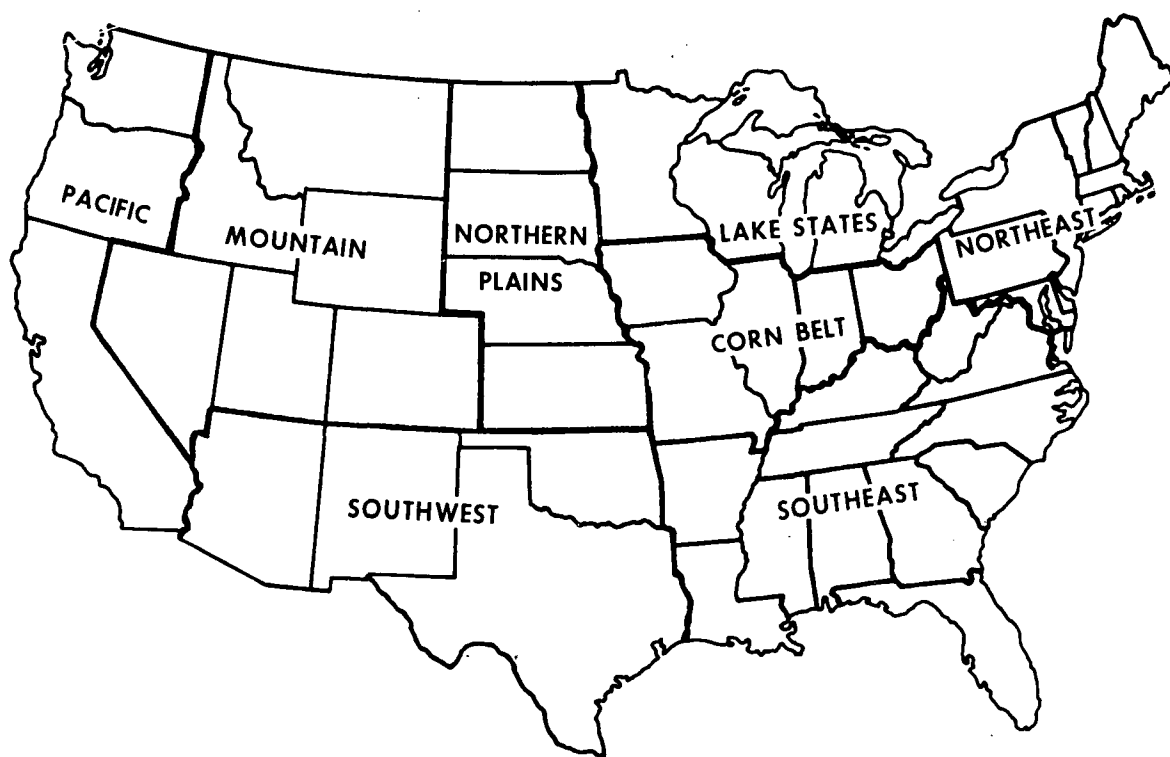 PACIFIC
MOUNTAIN
NORTHERN
PLAINS
LAKE STATES
NORTHEAST
CORN BELT
SOUTHWEST
SOUTHEAST